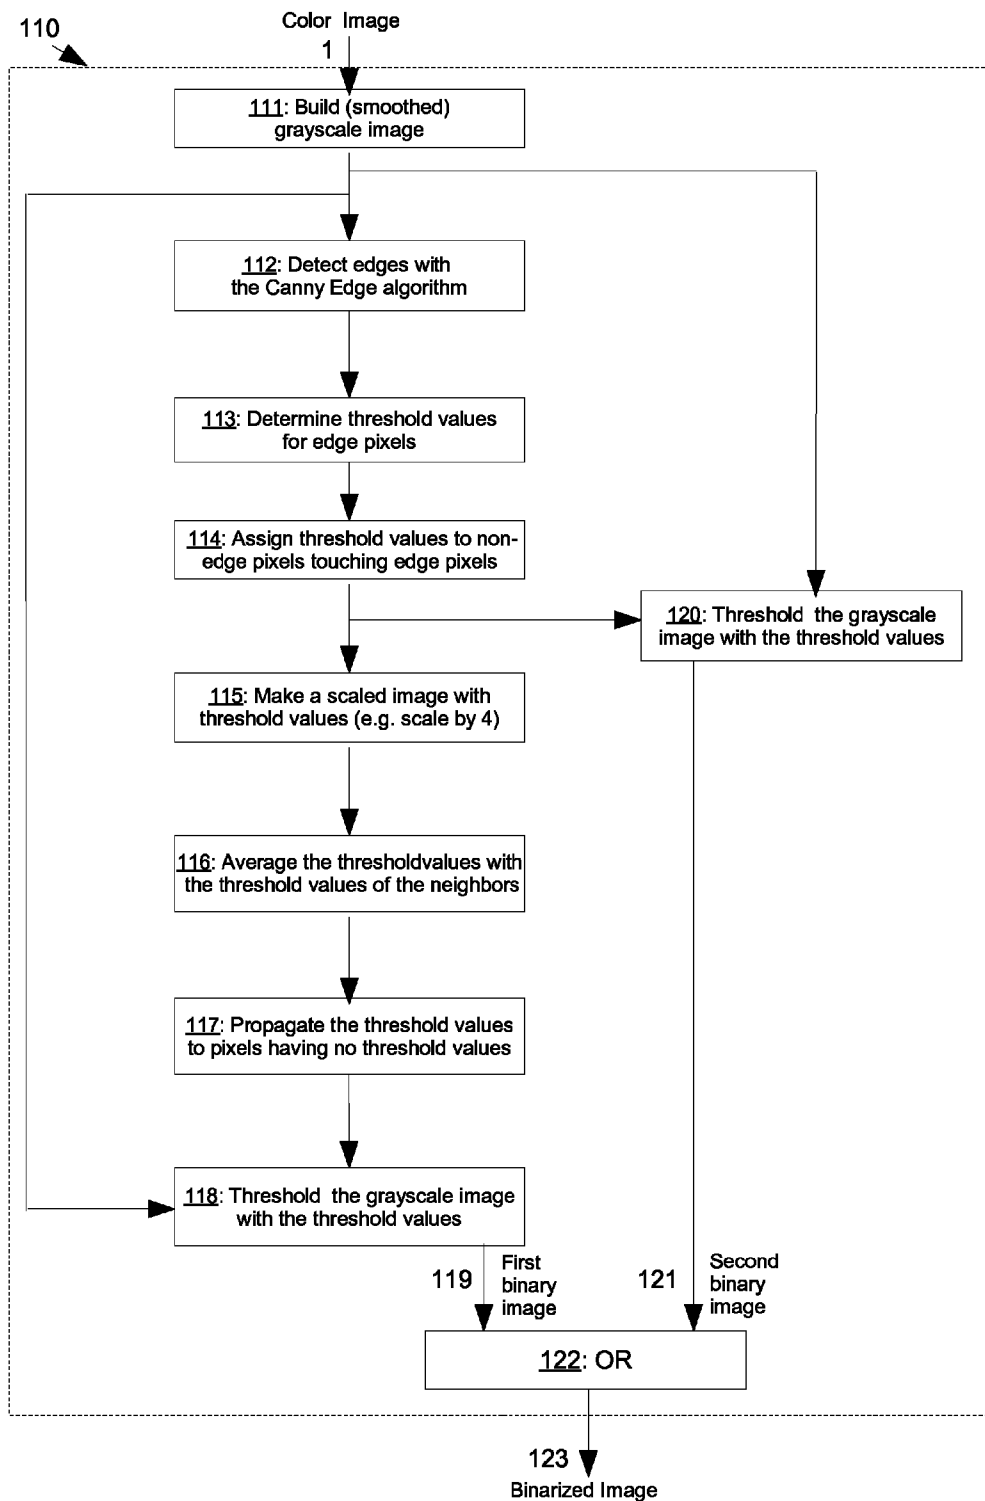 110
Color Image
1
111: Build (smoothed)
grayscale image
112: Detect edges with
the Canny Edge algorithm
113: Determine threshold values
for edge pixels
114: Assign threshold values to non-
edge pixels touching edge pixels
120: Threshold the grayscale
image with the threshold values
115: Make a scaled image with
threshold values (e.g. scale by 4)
116: Average the thresholdvalues with
the threshold values of the neighbors
117: Propagate the threshold values
to pixels having no threshold values
118: Threshold the grayscale image
with the threshold values
119
First
binary
image
121
Second
binary
image
122: OR
123
Binarized Image